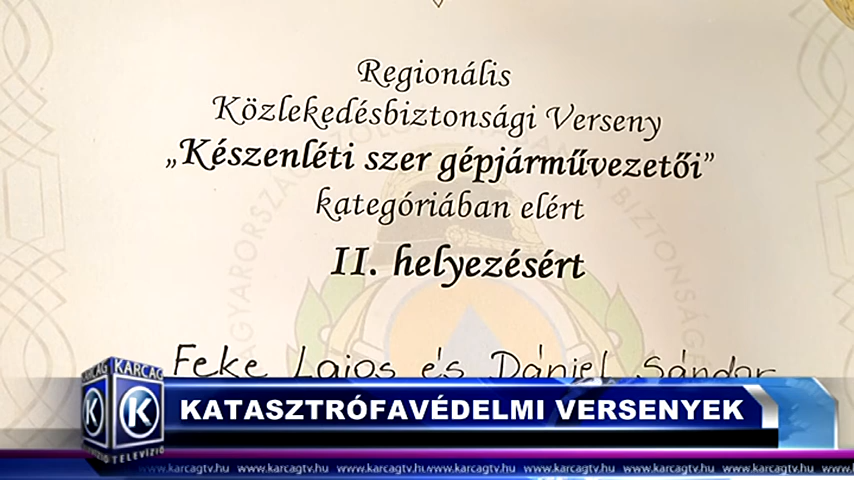 Regionális
Közlekedésbiztonsági Verseny
„Készenléti szer gépjárművezetői”
kategóriában elért
II. helyezésért
Feke Lajos és Dániel Sándor
KARCAG
K
K
TELEVÍZIÓ
KATASZTRÓFAVÉDELMI VERSENYEK
www.karcagtv.hu www.karcagtv.hu www.karcagtv.hu www.karcagtv.hu www.karcagtv.hu www.karcagtv.hu www.karcagtv.hu